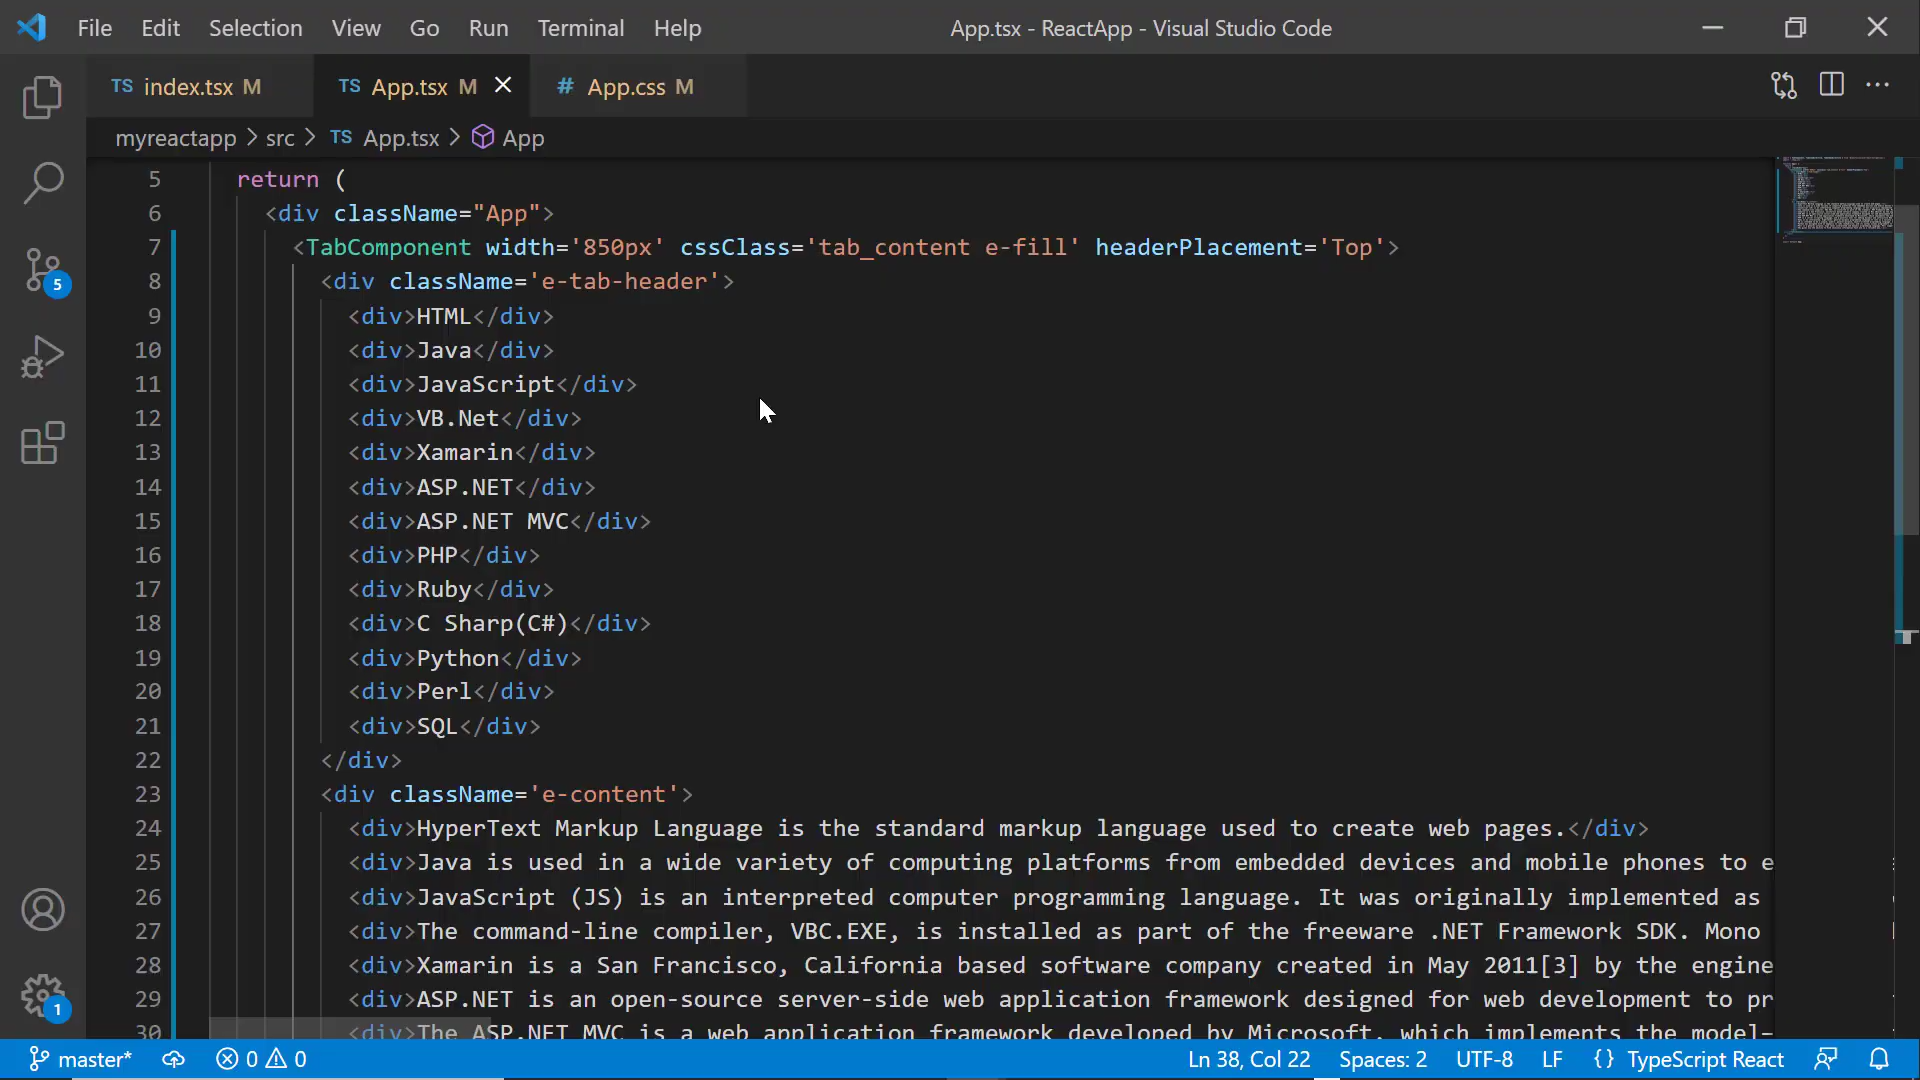 File Edit Selection View Go Run Terminal Help App.tsx - ReactApp - Visual Studio Code
TS index.tsx M TS App.tsx M # App.css M
myreactapp > src > TS App.tsx > App
5 return (
6 <div className="App">
7 <TabComponent width='850px' cssClass='tab_content e-fill' headerPlacement='Top'>
8 <div className='e-tab-header'>
9 <div>HTML</div>
10 <div>Java</div>
11 <div>JavaScript</div>
12 <div>VB.Net</div>
13 <div>Xamarin</div>
14 <div>ASP.NET</div>
15 <div>ASP.NET MVC</div>
16 <div>PHP</div>
17 <div>Ruby</div>
18 <div>C Sharp(C#)</div>
19 <div>Python</div>
20 <div>Perl</div>
21 <div>SQL</div>
22 </div>
23 <div className='e-content'>
24 <div>HyperText Markup Language is the standard markup language used to create web pages.</div>
25 <div>Java is used in a wide variety of computing platforms from embedded devices and mobile phones to e
26 <div>JavaScript (JS) is an interpreted computer programming language. It was originally implemented as
27 <div>The command-line compiler, VBC.EXE, is installed as part of the freeware .NET Framework SDK. Mono
28 <div>Xamarin is a San Francisco, California based software company created in May 2011[3] by the engine
29 <div>ASP.NET is an open-source server-side web application framework designed for web development to pr
30 <div>The ASP.NET MVC is a web application framework developed by Microsoft, which implements the model-
5
1
master* 0 0 Ln 38, Col 22 Spaces: 2 UTF-8 LF {} TypeScript React